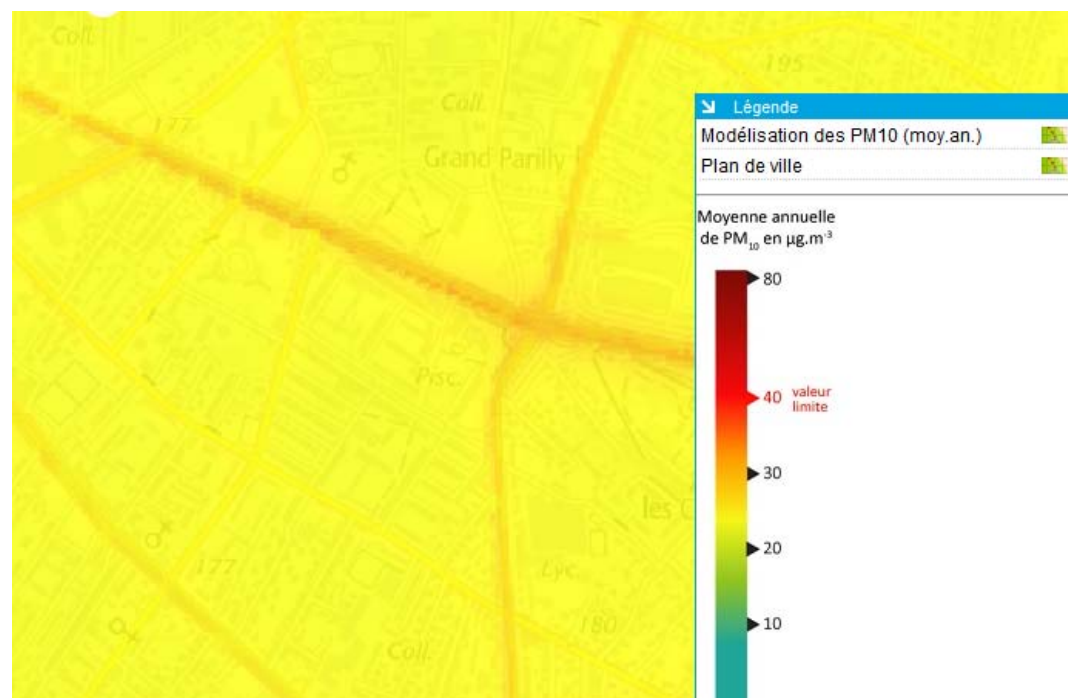 Coll.
195
177
Coll.
Grand Parilly
Pisc.
les C
177
Lyc.
180
Coll.
Légende
Modélisation des PM10 (moy.an.)
Plan de ville
Moyenne annuelle
de PM₁₀ en µg.m⁻³
80
40 valeur
limite
30
20
10